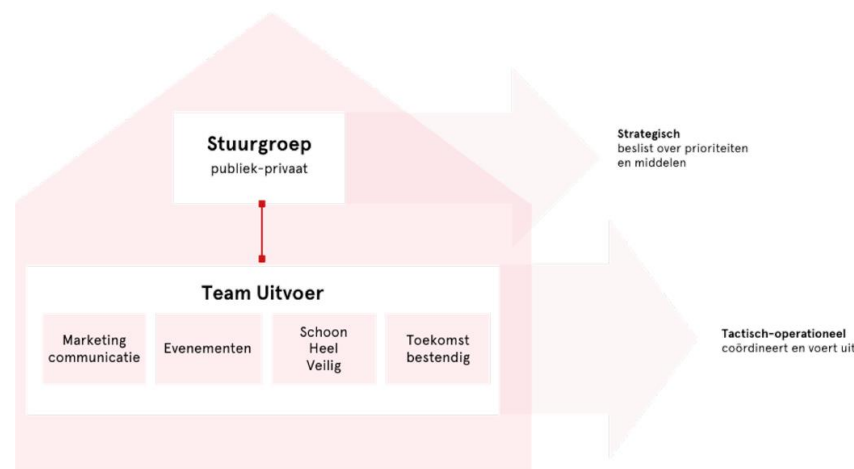 Stuurgroep
publiek-privaat
Strategisch
beslist over prioriteiten
en middelen
Team Uitvoer
Marketing
communicatie
Evenementen
Schoon
Heel
Veilig
Toekomst
bestendig
Tactisch-operationeel
coördineert en voert uit